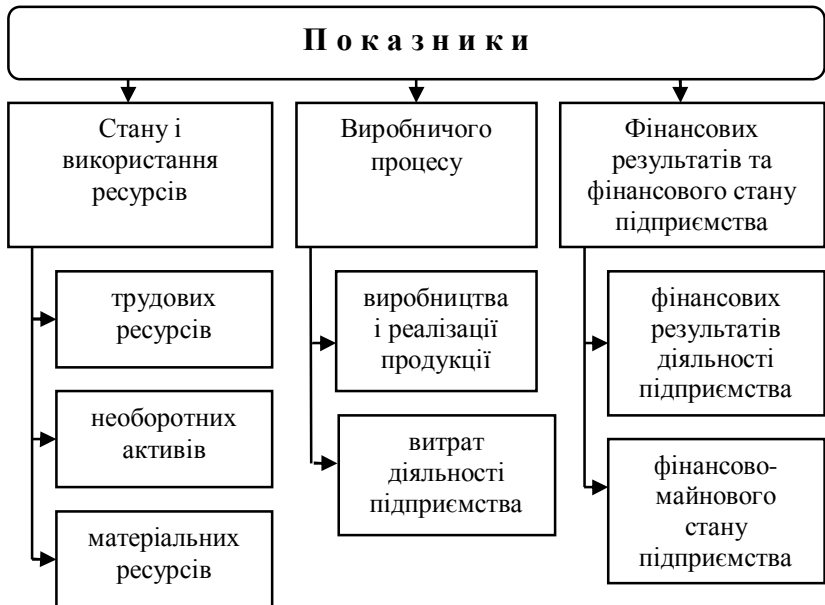 П о к а з н и к и
Стану і
використання
ресурсів
трудових
ресурсів
необоротних
активів
матеріальних
ресурсів
Виробничого
процесу
виробництва
і реалізації
продукції
витрат
діяльності
підприємства
Фінансових
результатів та
фінансового стану
підприємства
фінансових
результатів
діяльності
підприємства
фінансово-
майнового
стану
підприємства